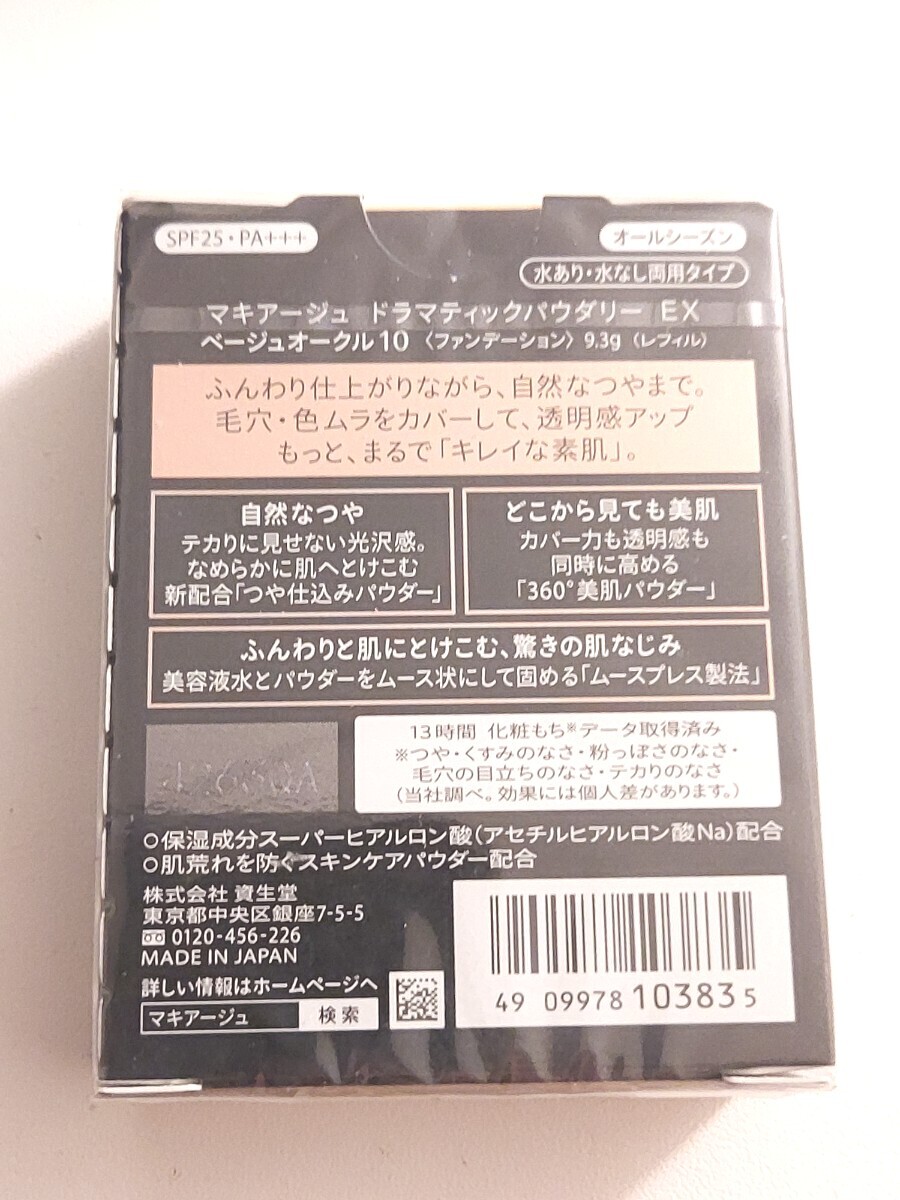 SPF25・PA+++
オールシーズン
水あり・水なし両用タイプ
マキアージュ ドラマティックパウダリー EX
ベージュオークル10 〈ファンデーション〉 9.3g 〈レフィル〉
ふんわり仕上がりながら、自然なつやまで。
毛穴・色ムラをカバーして、透明感アップ
もっと、まるで「キレイな素肌」。
自然なつや
テカりに見せない光沢感。
なめらかに肌へとけこむ
新配合「つや仕込みパウダー」
どこから見ても美肌
カバー力も透明感も
同時に高める
「360°美肌パウダー」
ふんわりと肌にとけこむ、驚きの肌なじみ
美容液水とパウダーをムース状にして固める「ムースプレス製法」
13時間 化粧もち※データ取得済み
※つや・くすみのなさ・粉っぽさのなさ・
毛穴の目立ちのなさ・テカりのなさ
(当社調べ。効果には個人差があります。)
○保湿成分スーパーヒアルロン酸(アセチルヒアルロン酸Na)配合
○肌荒れを防ぐスキンケアパウダー配合
株式会社 資生堂
東京都中央区銀座7-5-5
0120-456-226
MADE IN JAPAN
詳しい情報はホームページへ
マキアージュ 検索
4909978103835